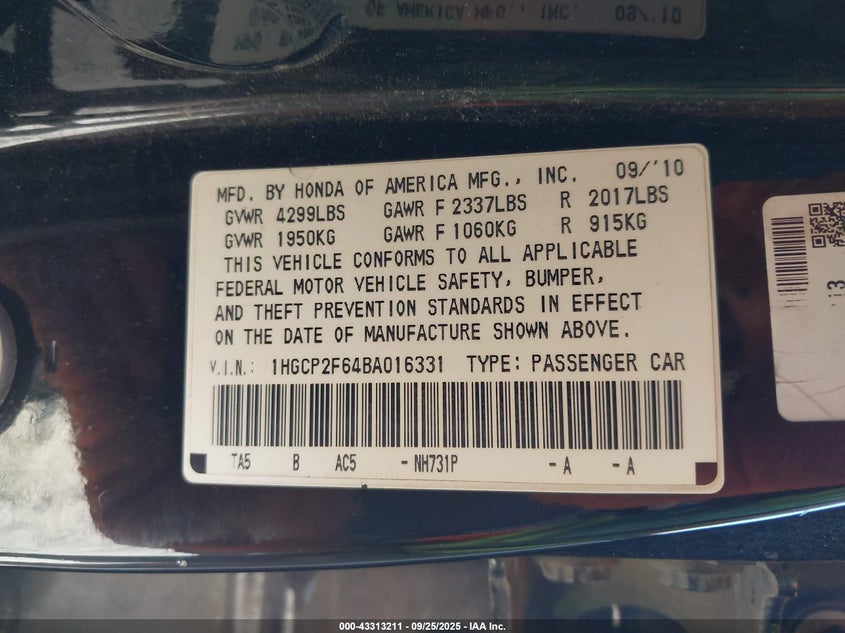 MFD. BY HONDA OF AMERICA MFG., INC. 09/'10
GVWR 4299LBS GAWR F 2337LBS R 2017LBS
GVWR 1950KG GAWR F 1060KG R 915KG
THIS VEHICLE CONFORMS TO ALL APPLICABLE
FEDERAL MOTOR VEHICLE SAFETY, BUMPER,
AND THEFT PREVENTION STANDARDS IN EFFECT
ON THE DATE OF MANUFACTURE SHOWN ABOVE.
V.I.N.: 1HGCP2F64BA016331 TYPE: PASSENGER CAR
TA5 B AC5 -NH731P -A -A
000-43313211 - 09/25/2025 - IAA Inc.